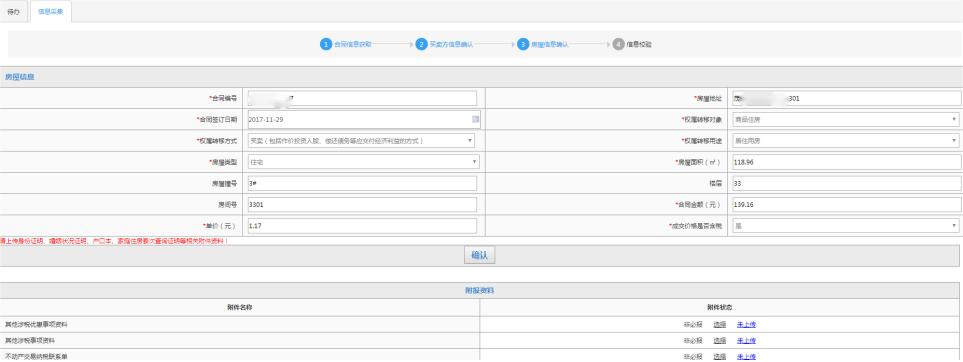 待办 信息采集
1 合同信息获取 2 买卖方信息确认 3 房屋信息确认 4 信息校验
房屋信息
*合同编号 7 *房屋地址 301
*合同签订日期 2017-11-29 *权属转移对象 商品住房
*权属转移方式 买卖（包括作价投资入股、偿还债务等应交付经济利益的方式） *权属转移用途 居住用房
*房屋类型 住宅 *房屋面积（㎡） 118.96
房屋幢号 3# 楼层 33
房间号 3301 *合同金额（元） 139.16
*单价（元） 1.17 *成交价格是否含税 是
请上传身份证明、婚姻状况证明、户口本、家庭住房套次查询证明等相关附件资料！
确认
附报资料
附件名称 附件状态
其他涉税优惠事项资料 非必报 选择 未上传
其他涉税事项资料 非必报 选择 未上传
不动产交易纳税联系单 非必报 选择 未上传